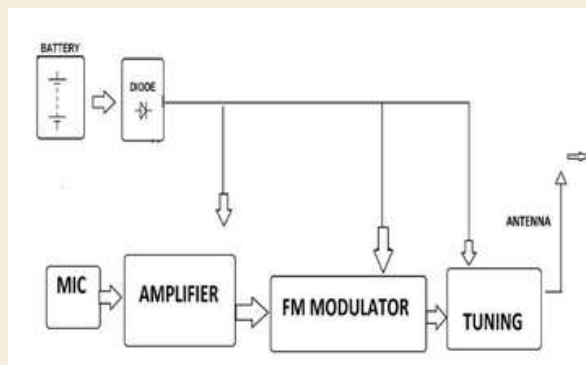 BATTERY
DIODE
ANTENNA
MIC
AMPLIFIER
FM MODULATOR
TUNING